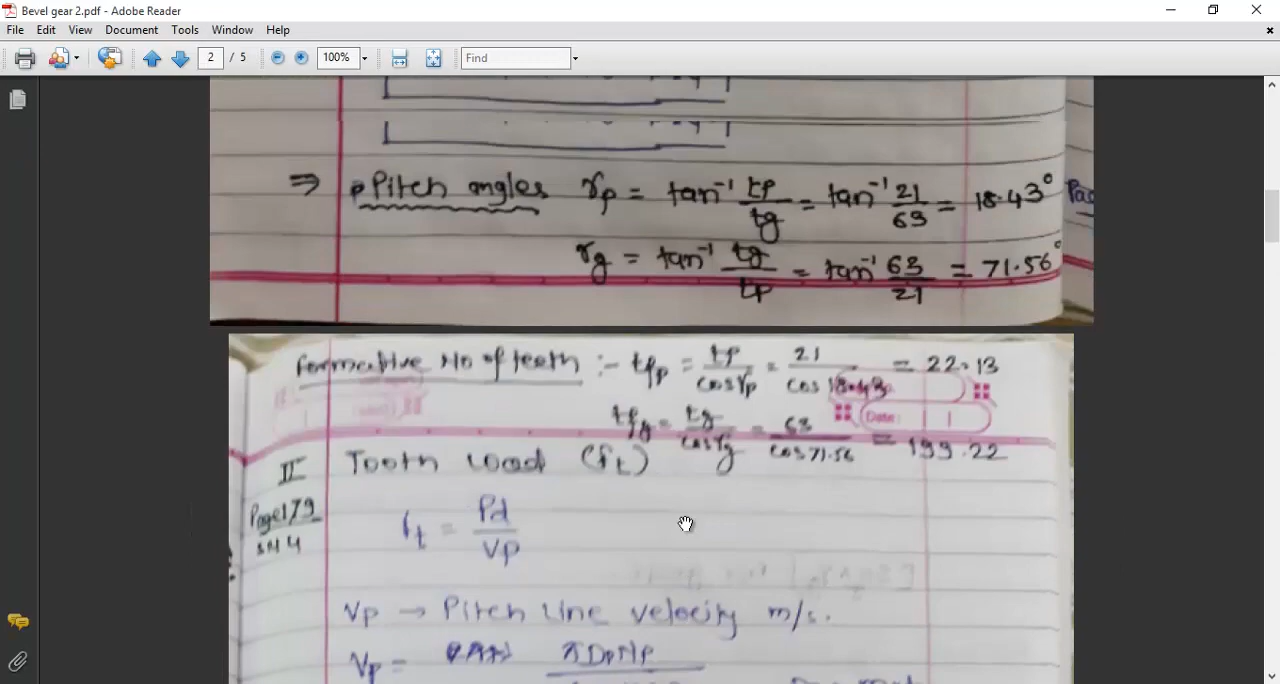 Bevel gear 2.pdf - Adobe Reader
File Edit View Document Tools Window Help
2 / 5 100% Find
⇒ Pitch angles γp = tan⁻¹ tp/tg = tan⁻¹ 21/63 = 18.43°
γg = tan⁻¹ tg/tp = tan⁻¹ 63/21 = 71.56°
Formative No of teeth :- tfp = tp/cosγp = 21/cos 18.43 = 22.13
Date:
tfg = tg/cosγg = 63/cos 71.56 = 199.22
II Tooth Load (ft)
Page 179
ft = Pd/Vp
Vp → Pitch line velocity m/s.
Vp = πDpNp